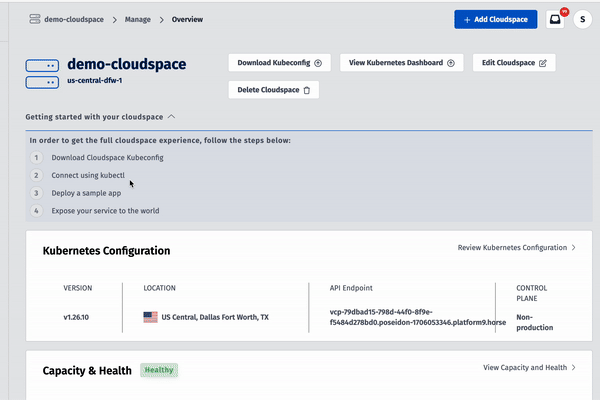 demo-cloudspace > Manage > Overview
+ Add Cloudspace
S
demo-cloudspace
us-central-dfw-1
Download Kubeconfig
View Kubernetes Dashboard
Edit Cloudspace
Delete Cloudspace
Getting started with your cloudspace
In order to get the full cloudspace experience, follow the steps below:
1 Download Cloudspace Kubeconfig
2 Connect using kubectl
3 Deploy a sample app
4 Expose your service to the world
Kubernetes Configuration
Review Kubernetes Configuration >
VERSION
v1.26.10
LOCATION
US Central, Dallas Fort Worth, TX
API Endpoint
vcp-79dbad15-798d-44f0-8f9e-
f5484d278bd0.poseidon-1706053346.platform9.horse
CONTROL
PLANE
Non-
production
Capacity & Health
Healthy
View Capacity and Health >